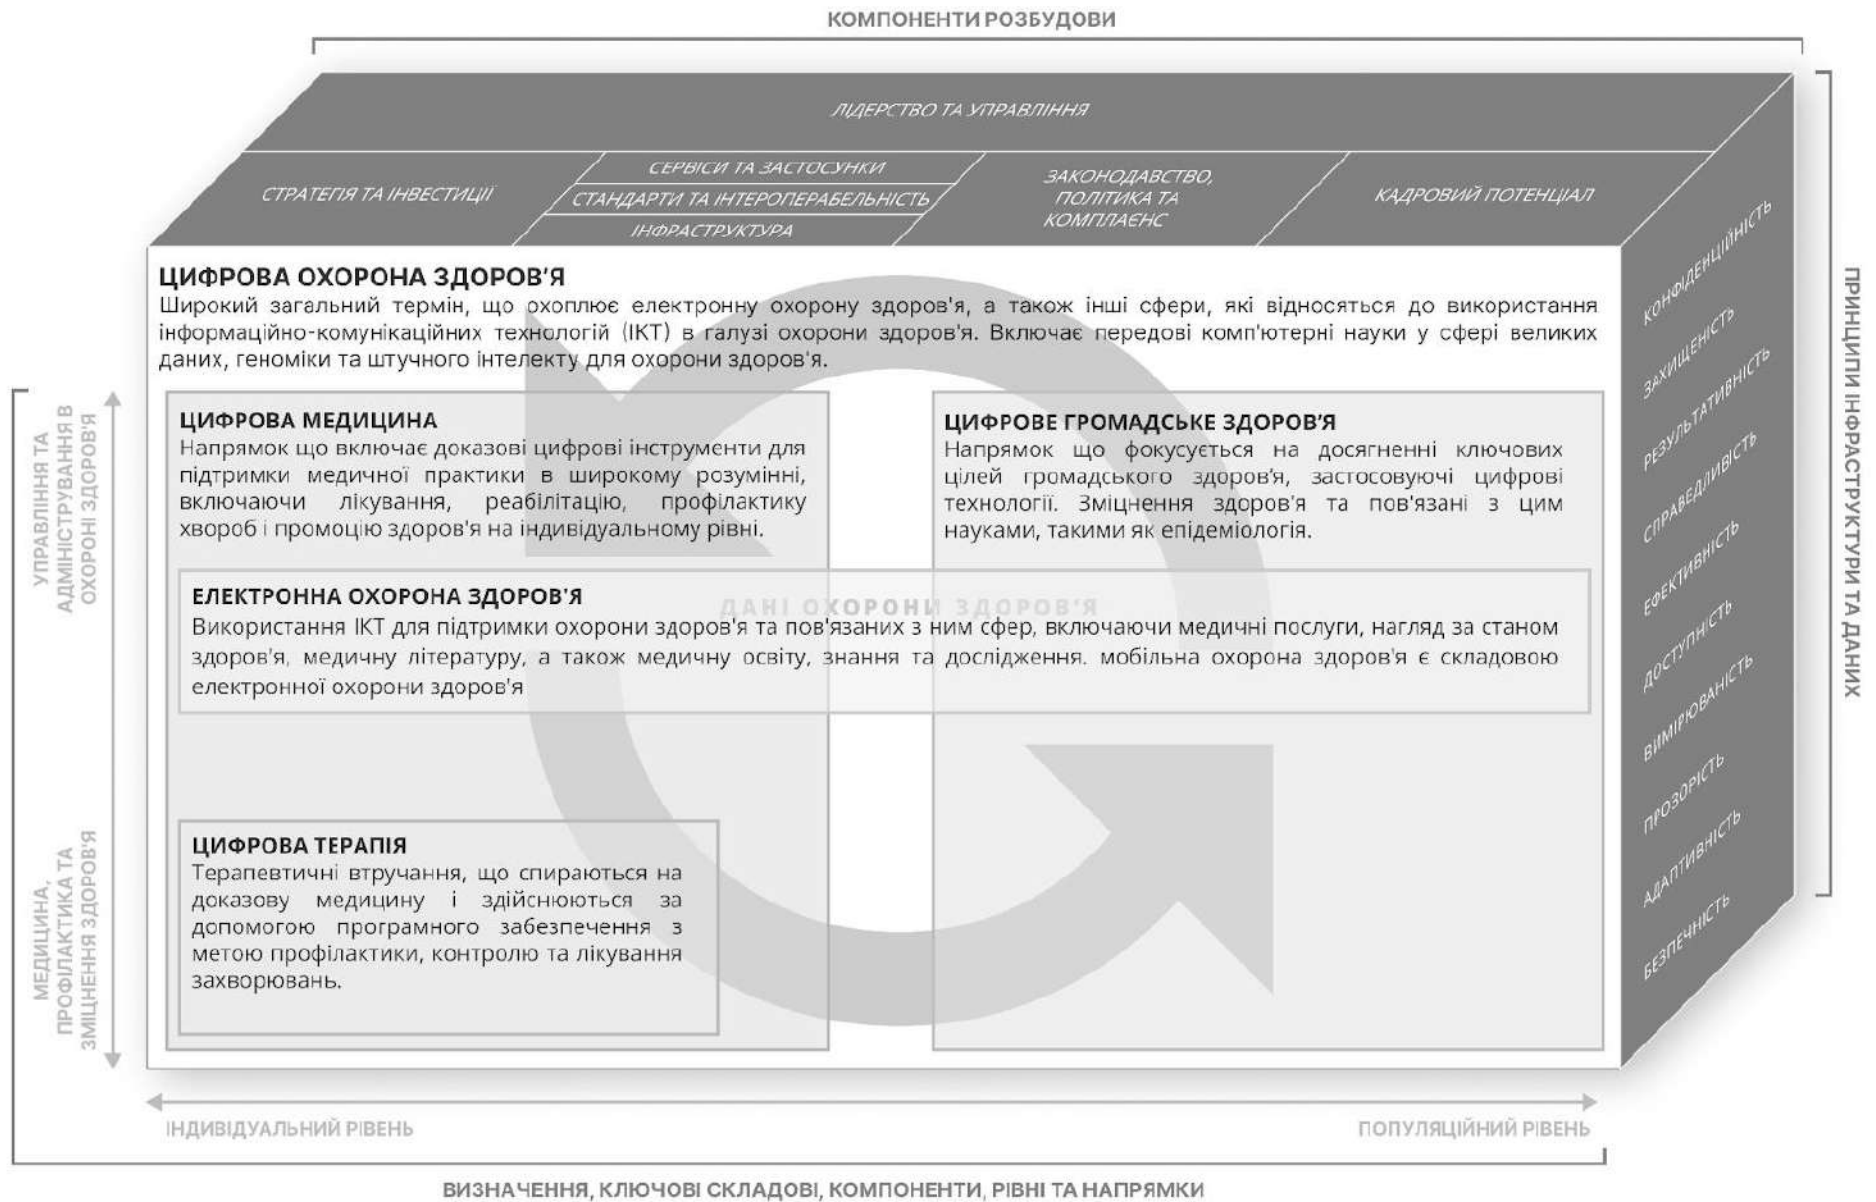 КОМПОНЕНТИ РОЗБУДОВИ
ЛІДЕРСТВО ТА УПРАВЛІННЯ
СТРАТЕГІЯ ТА ІНВЕСТИЦІЇ
СЕРВІСИ ТА ЗАСТОСУНКИ
СТАНДАРТИ ТА ІНТЕРОПЕРАБЕЛЬНІСТЬ
ІНФРАСТРУКТУРА
ЗАКОНОДАВСТВО,
ПОЛІТИКА ТА
КОМПЛАЄНС
КАДРОВИЙ ПОТЕНЦІАЛ
ЦИФРОВА ОХОРОНА ЗДОРОВ'Я
Широкий загальний термін, що охоплює електронну охорону здоров'я, а також інші сфери, які відносяться до використання
інформаційно-комунікаційних технологій (ІКТ) в галузі охорони здоров'я. Включає передові комп'ютерні науки у сфері великих
даних, геноміки та штучного інтелекту для охорони здоров'я.
ЦИФРОВА МЕДИЦИНА
Напрямок що включає доказові цифрові інструменти для
підтримки медичної практики в широкому розумінні,
включаючи лікування, реабілітацію, профілактику
хвороб і промоцію здоров'я на індивідуальному рівні.
ЦИФРОВЕ ГРОМАДСЬКЕ ЗДОРОВ'Я
Напрямок що фокусується на досягненні ключових
цілей громадського здоров'я, застосовуючі цифрові
технології. Зміцнення здоров'я та пов'язані з цим
науками, такими як епідеміологія.
ЕЛЕКТРОННА ОХОРОНА ЗДОРОВ'Я
ДАНІ ОХОРОНИ ЗДОРОВ'Я
Використання ІКТ для підтримки охорони здоров'я та пов'язаних з ним сфер, включаючи медичні послуги, нагляд за станом
здоров'я, медичну літературу, а також медичну освіту, знання та дослідження. мобільна охорона здоров'я є складовою
електронної охорони здоров'я
ЦИФРОВА ТЕРАПІЯ
Терапевтичні втручання, що спираються на
доказову медицину і здійснюються за
допомогою програмного забезпечення з
метою профілактики, контролю та лікування
захворювань.
УПРАВЛІННЯ ТА
АДМІНІСТРУВАННЯ В
ОХОРОНІ ЗДОРОВ'Я
МЕДИЦИНА,
ПРОФІЛАКТИКА ТА
ЗМІЦНЕННЯ ЗДОРОВ'Я
КОНФІДЕНЦІЙНІСТЬ
ЗАХИЩЕНІСТЬ
РЕЗУЛЬТАТИВНІСТЬ
СПРАВЕДЛИВІСТЬ
ЕФЕКТИВНІСТЬ
ДОСТУПНІСТЬ
ВИМІРЮВАНІСТЬ
ПРОЗОРІСТЬ
АДАПТИВНІСТЬ
БЕЗПЕЧНІСТЬ
ПРИНЦИПИ ІНФРАСТРУКТУРИ ТА ДАНИХ
ІНДИВІДУАЛЬНИЙ РІВЕНЬ
ПОПУЛЯЦІЙНИЙ РІВЕНЬ
ВИЗНАЧЕННЯ, КЛЮЧОВІ СКЛАДОВІ, КОМПОНЕНТИ, РІВНІ ТА НАПРЯМКИ